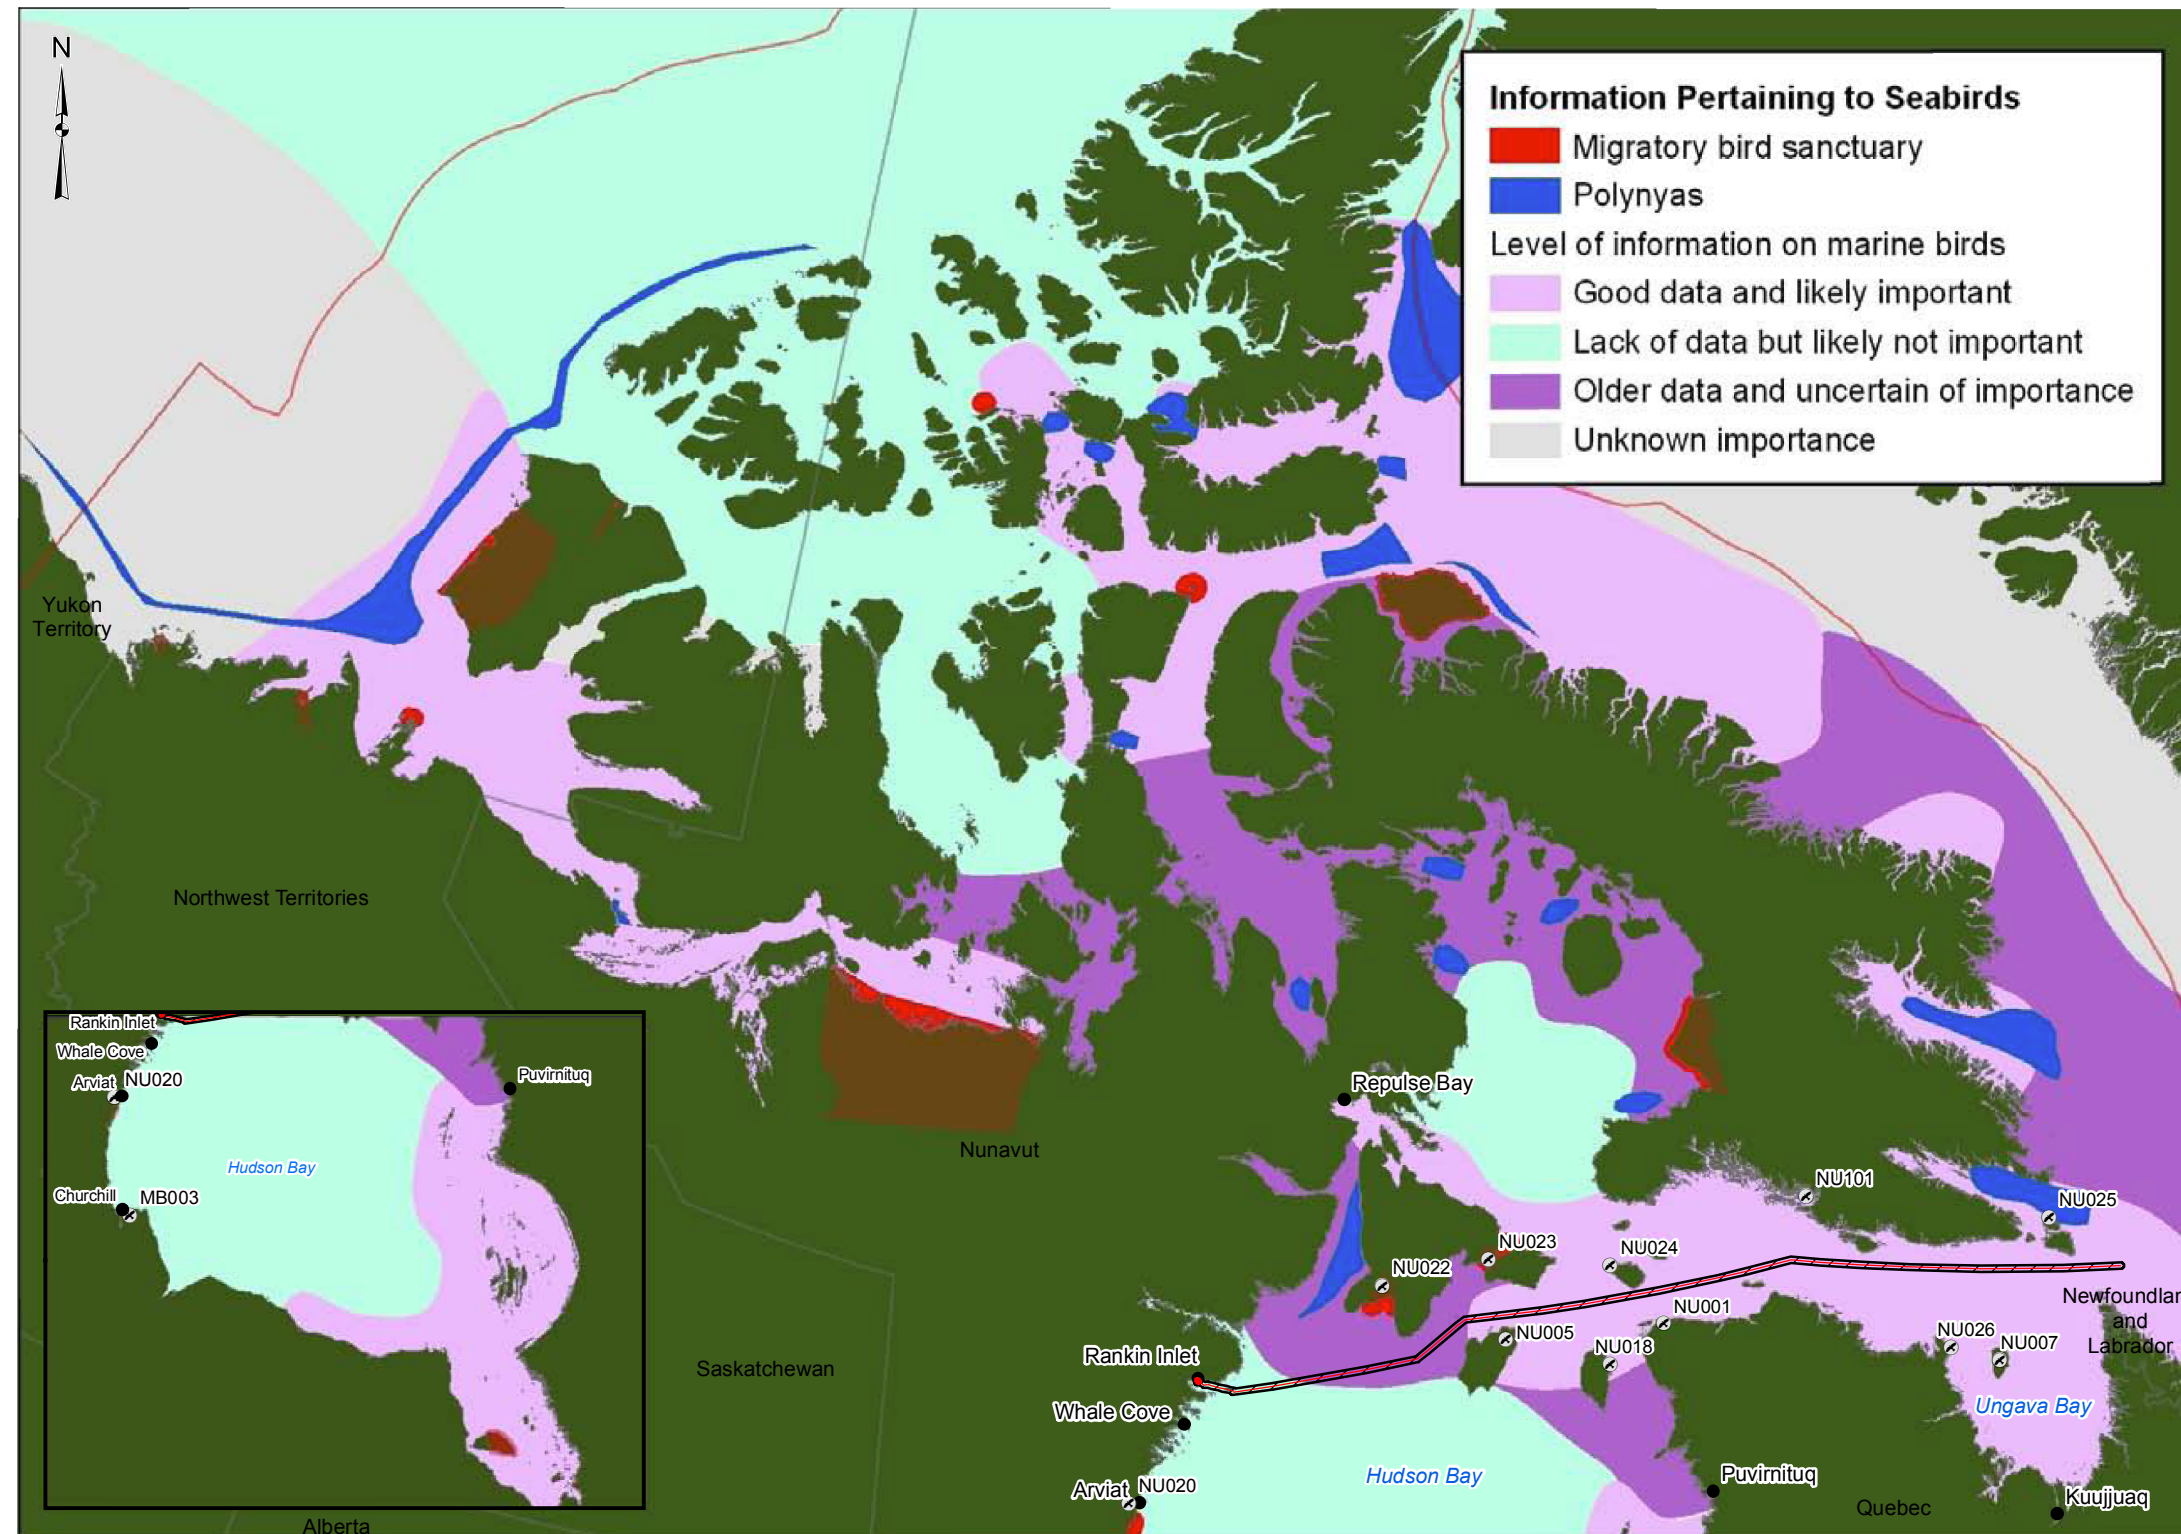 N
Information Pertaining to Seabirds
Migratory bird sanctuary
Polynyas
Level of information on marine birds
Good data and likely important
Lack of data but likely not important
Older data and uncertain of importance
Unknown importance
Yukon
Territory
Northwest Territories
Nunavut
Repulse Bay
NU101
NU025
NU023
NU024
NU022
NU001
NU005
NU018
NU026
NU007
Newfoundlan
and
Labrador
Rankin Inlet
Whale Cove
Arviat
NU020
Hudson Bay
Ungava Bay
Puvirnituq
Quebec
Kuujjuaq
Saskatchewan
Alberta
Rankin Inlet
Whale Cove
Arviat
NU020
Puvirnituq
Hudson Bay
Churchill
MB003